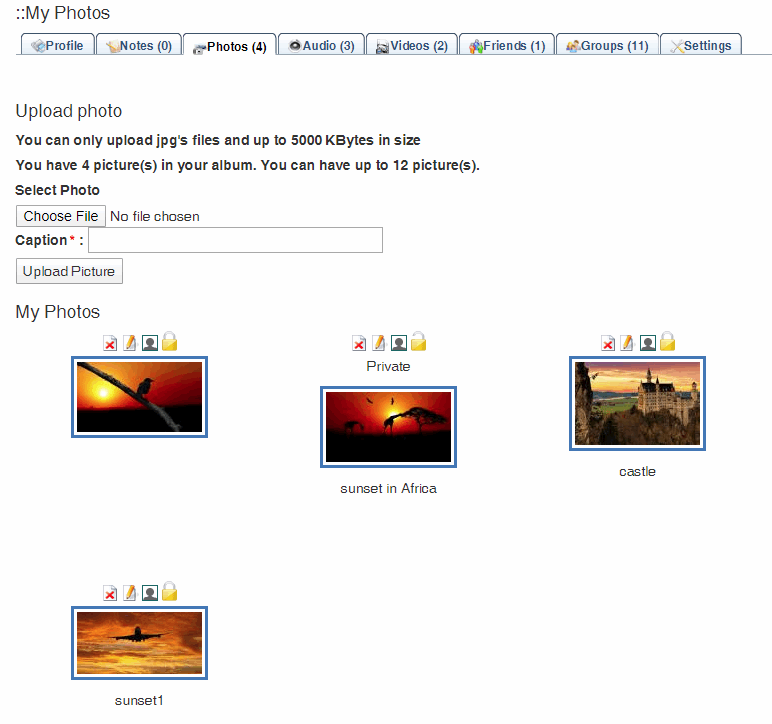 ::My Photos
Profile Notes (0) Photos (4) Audio (3) Videos (2) Friends (1) Groups (11) Settings
Upload photo
You can only upload jpg's files and up to 5000 KBytes in size
You have 4 picture(s) in your album. You can have up to 12 picture(s).
Select Photo
Choose File No file chosen
Caption * :
Upload Picture
My Photos
Private
sunset in Africa
castle
sunset1